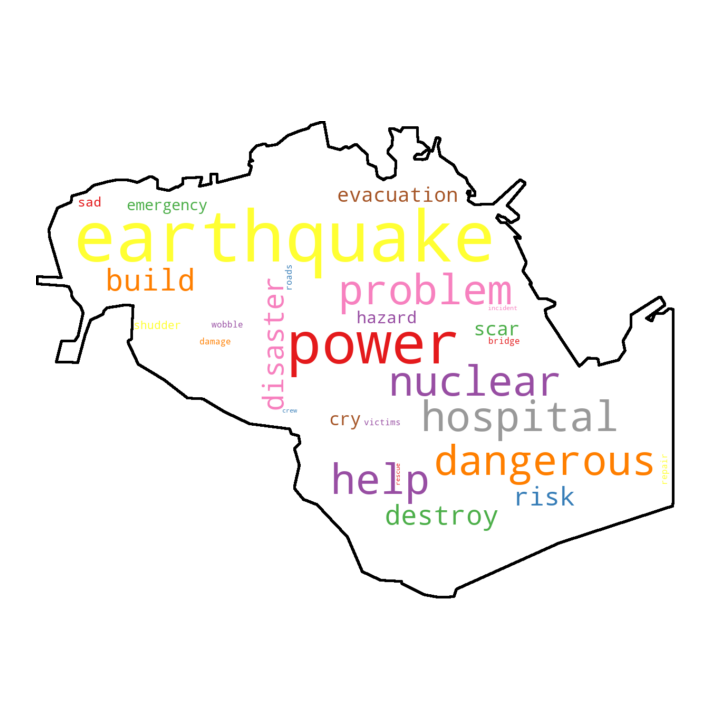 evacuation
sad
emergency
earthquake
build
roads
problem
disaster
incident
hazard
shudder
wobble
scar
power
damage
bridge
nuclear
crew
hospital
cry
victims
dangerous
help
rescue
repair
risk
destroy